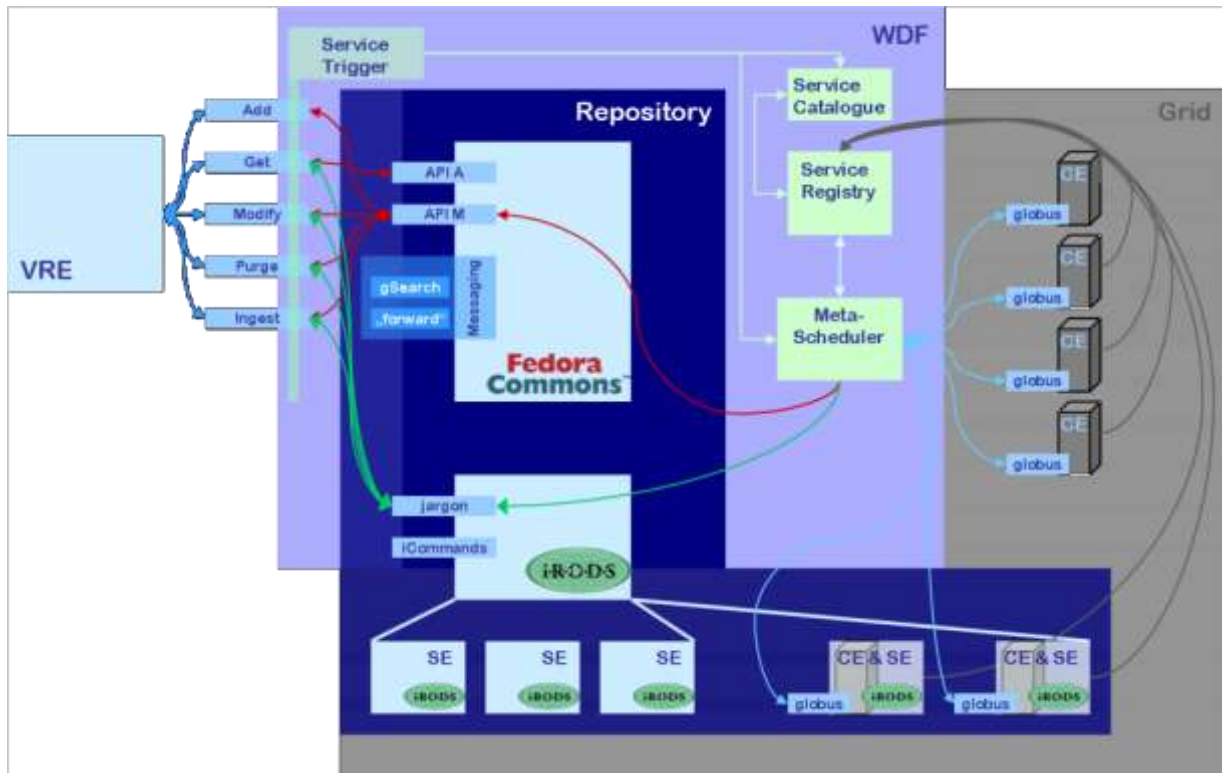 WDF
Service
Trigger
Service
Catalogue
Add
Repository
Grid
Get
API A
Service
Registry
CE
Modify
API M
globus
VRE
Purge
gSearch
Messaging
CE
Ingest
„forward“
globus
Meta-
Scheduler
CE
Fedora
Commons™
globus
CE
globus
jargon
iCommands
i·R·O·D·S
SE
SE
SE
CE & SE
CE & SE
iRODS
iRODS
iRODS
globus
iRODS
globus
iRODS